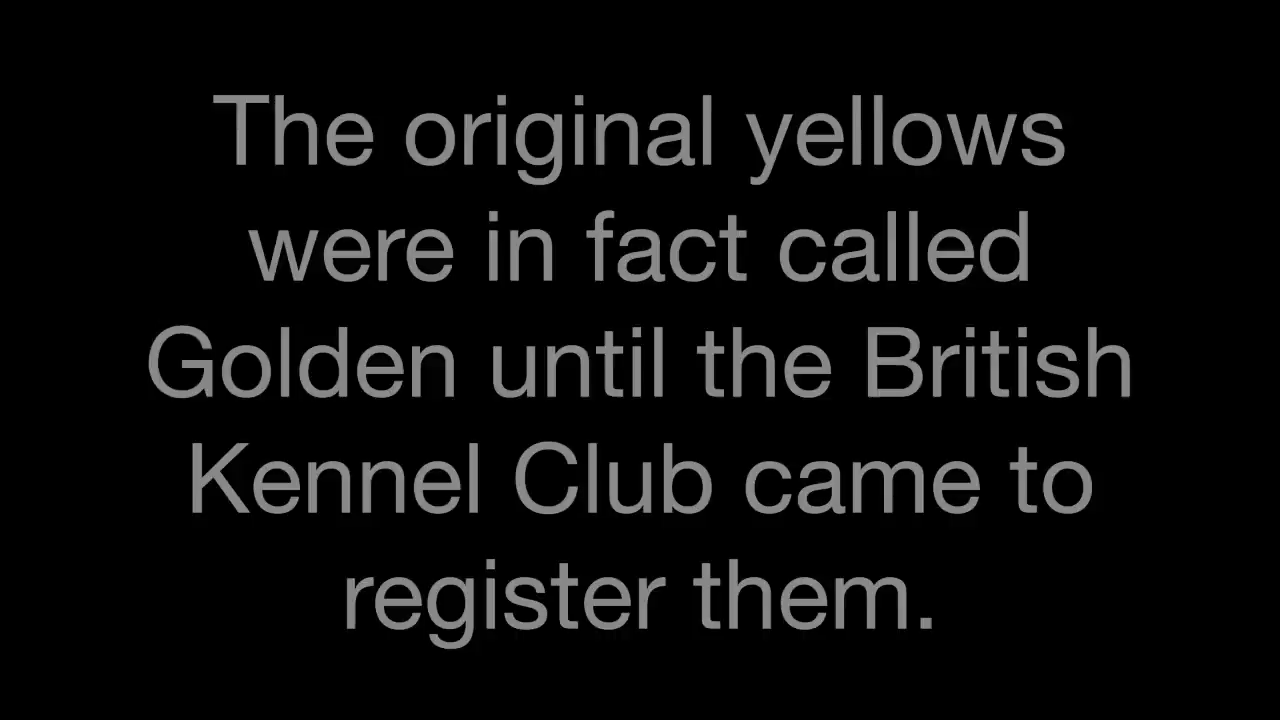 The original yellows
were in fact called
Golden until the British
Kennel Club came to
register them.